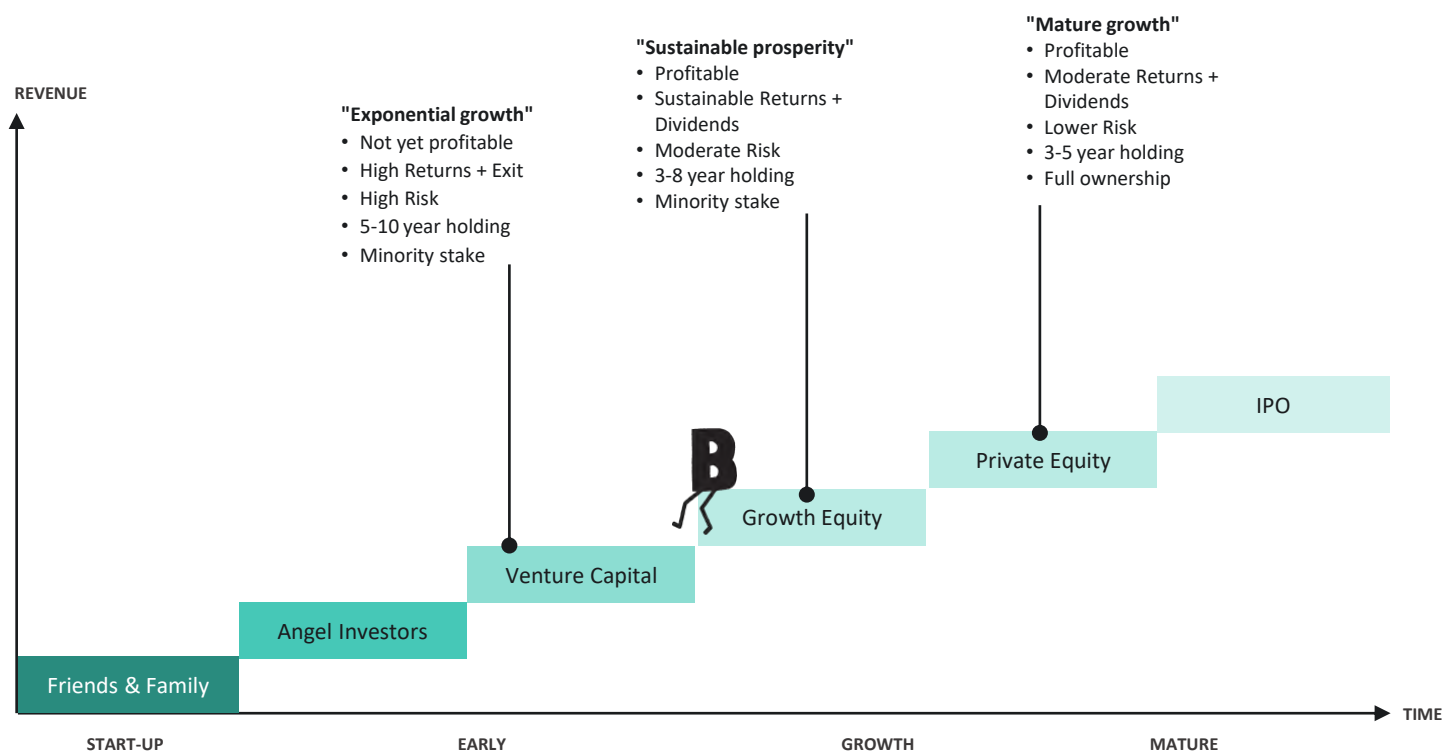 "Mature growth"
• Profitable
• Moderate Returns +
Dividends
• Lower Risk
• 3-5 year holding
• Full ownership
"Sustainable prosperity"
• Profitable
• Sustainable Returns +
Dividends
• Moderate Risk
• 3-8 year holding
• Minority stake
REVENUE
"Exponential growth"
• Not yet profitable
• High Returns + Exit
• High Risk
• 5-10 year holding
• Minority stake
IPO
B
Private Equity
Growth Equity
Venture Capital
Angel Investors
Friends & Family
TIME
START-UP
EARLY
GROWTH
MATURE